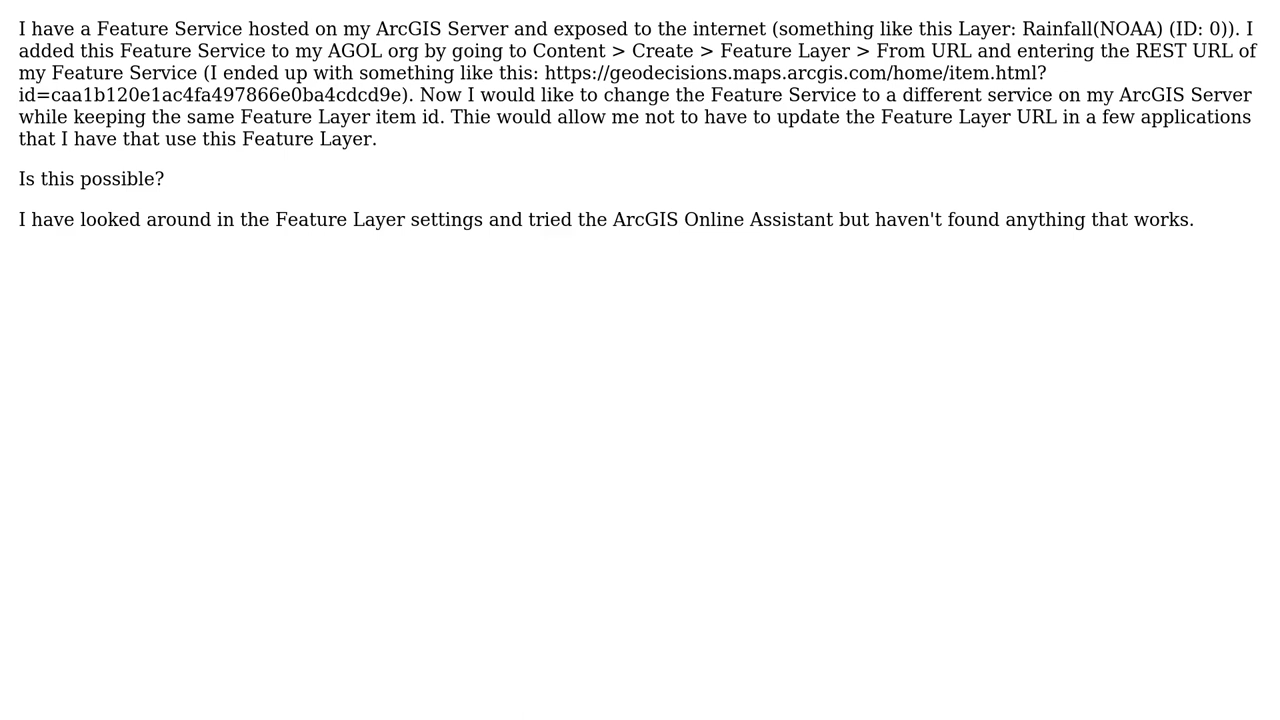 I have a Feature Service hosted on my ArcGIS Server and exposed to the internet (something like this Layer: Rainfall(NOAA) (ID: 0)). I
added this Feature Service to my AGOL org by going to Content > Create > Feature Layer > From URL and entering the REST URL of
my Feature Service (I ended up with something like this: https://geodecisions.maps.arcgis.com/home/item.html?
id=caa1b120e1ac4fa497866e0ba4cdcd9e). Now I would like to change the Feature Service to a different service on my ArcGIS Server
while keeping the same Feature Layer item id. Thie would allow me not to have to update the Feature Layer URL in a few applications
that I have that use this Feature Layer.
Is this possible?
I have looked around in the Feature Layer settings and tried the ArcGIS Online Assistant but haven't found anything that works.